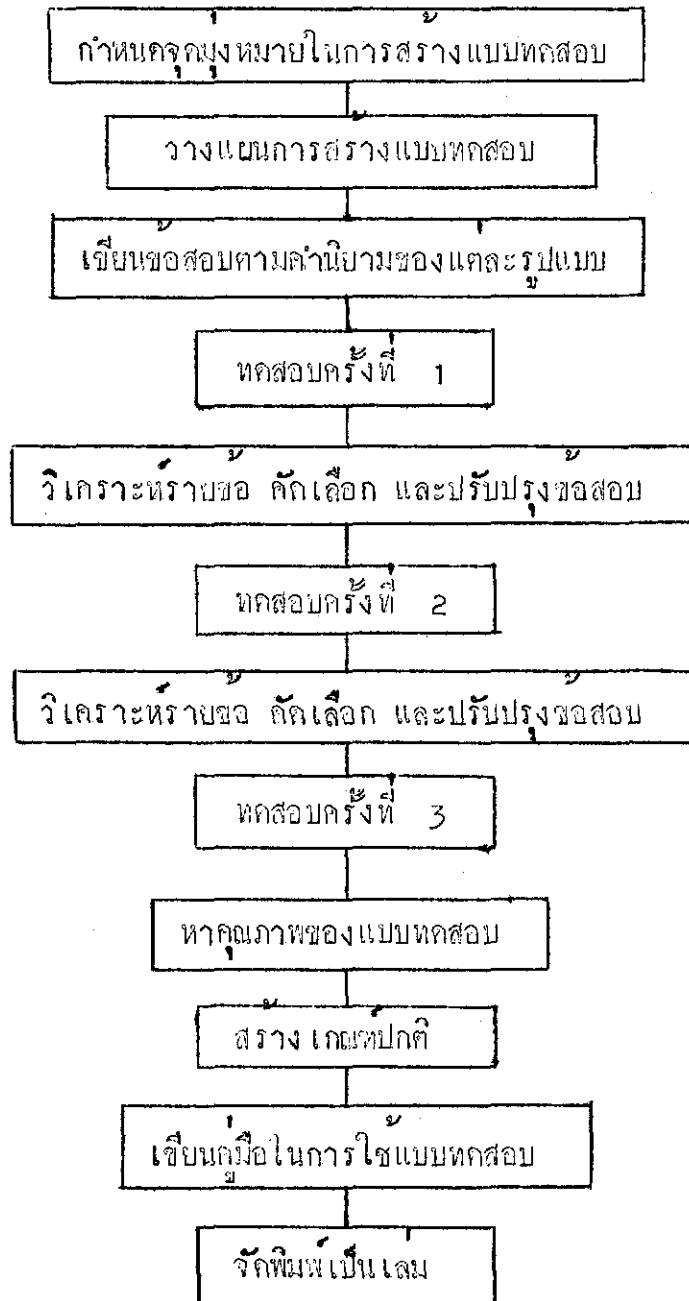 กำหนดจุดมุ่งหมายในการสร้างแบบทดสอบ
วางแผนการสร้างแบบทดสอบ
เขียนข้อสอบตามคำนิยามของแต่ละรูปแบบ
ทดสอบครั้งที่ 1
วิเคราะห์รายข้อ คัดเลือก และปรับปรุงข้อสอบ
ทดสอบครั้งที่ 2
วิเคราะห์รายข้อ คัดเลือก และปรับปรุงข้อสอบ
ทดสอบครั้งที่ 3
หาคุณภาพของแบบทดสอบ
สร้างเกณฑ์ปกติ
เขียนคู่มือในการใช้แบบทดสอบ
จัดพิมพ์เป็นเล่ม